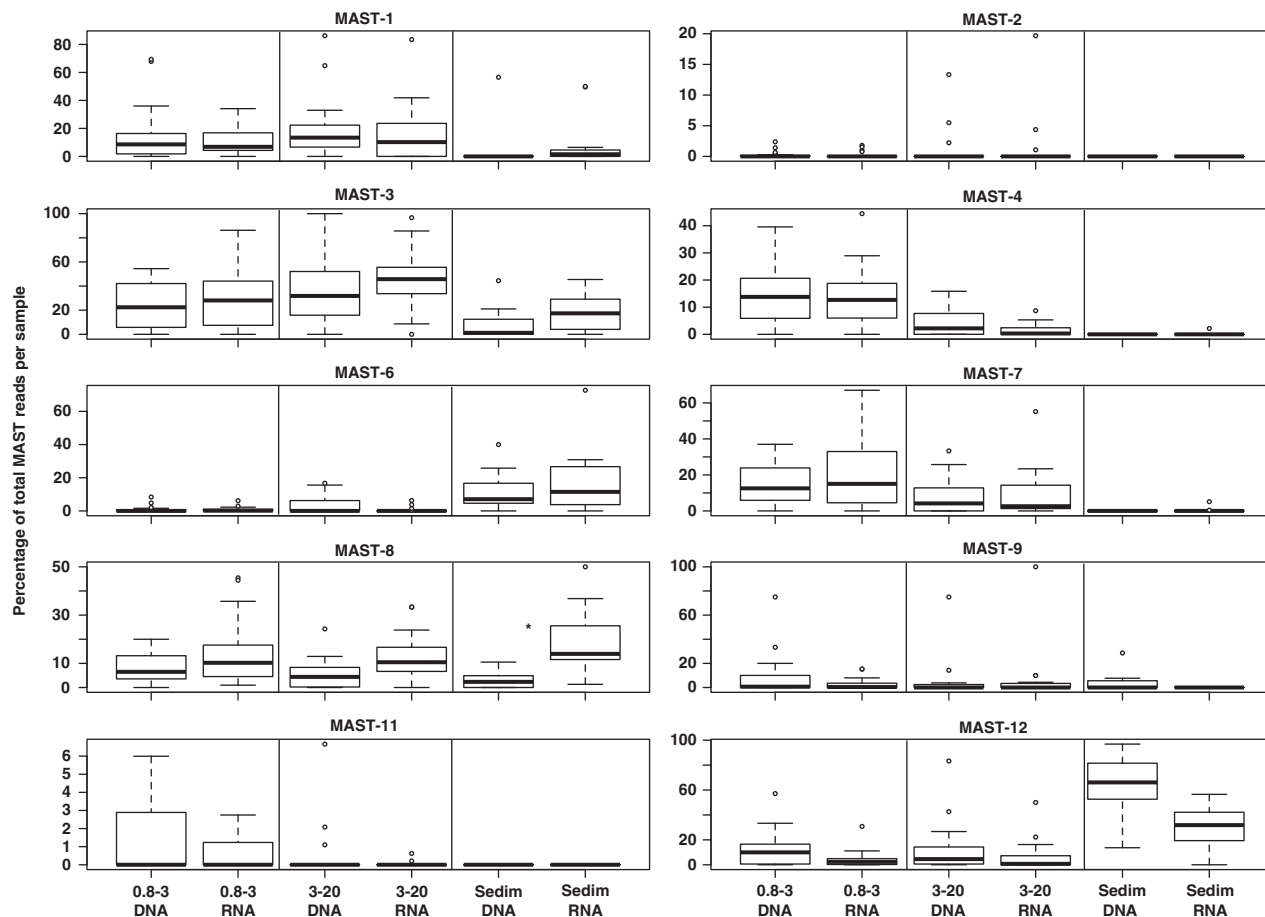 Percentage of total MAST reads per sample
MAST-1
80
60
40
20
0
MAST-2
20
15
10
5
0
MAST-3
100
60
20
0
MAST-4
40
30
20
10
0
MAST-6
60
40
20
0
MAST-7
60
40
20
0
MAST-8
50
30
10
0
*
MAST-9
100
60
20
0
MAST-11
6
5
4
3
2
1
0
MAST-12
100
60
20
0
0.8-3 DNA
0.8-3 RNA
3-20 DNA
3-20 RNA
Sedim DNA
Sedim RNA
0.8-3 DNA
0.8-3 RNA
3-20 DNA
3-20 RNA
Sedim DNA
Sedim RNA